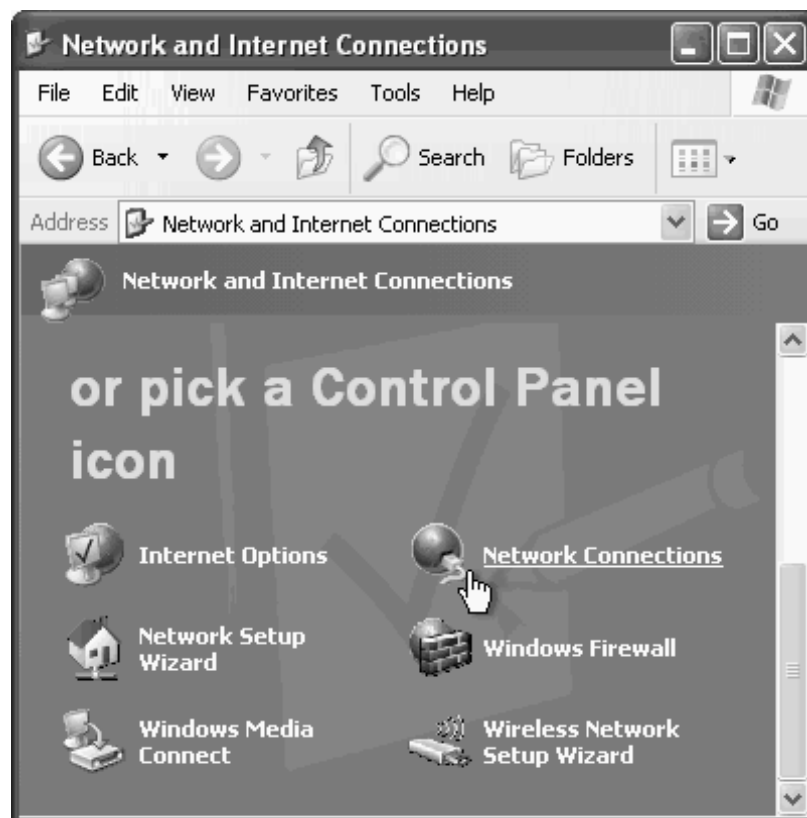 Network and Internet Connections
File Edit View Favorites Tools Help
Back Search Folders
Address Network and Internet Connections Go
Network and Internet Connections
or pick a Control Panel
icon
Internet Options Network Connections
Network Setup
Wizard
Windows Firewall
Windows Media
Connect
Wireless Network
Setup Wizard